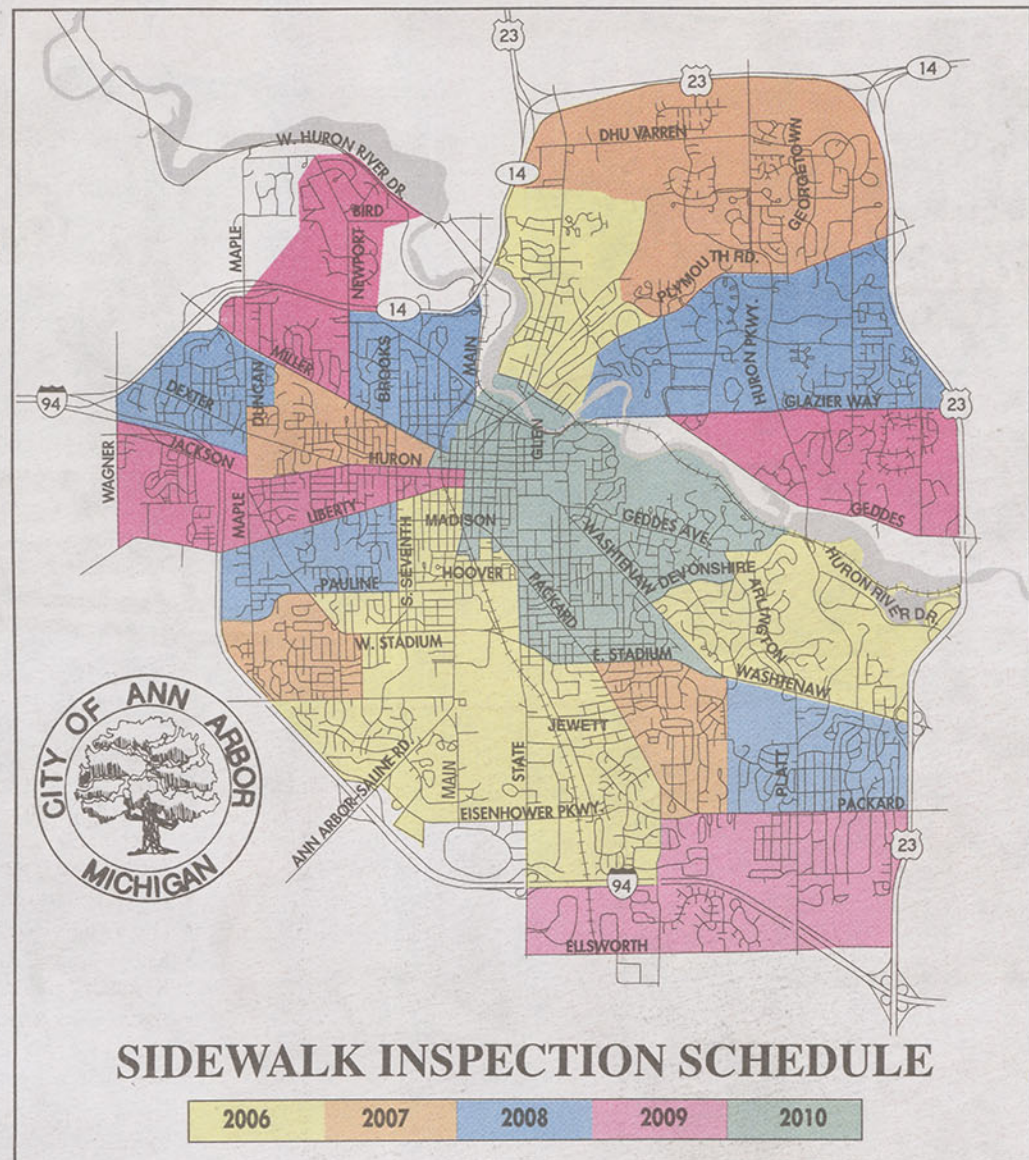 23
23
14
14
DHU VARREN
W. HURON RIVER DR.
GEORGETOWN
BIRD
NEWPORT
MAPLE
PLYMOUTH RD.
14
MILLER
BROOKS
MAIN
HURON PKWY.
DEXTER
DUNCAN
94
GLAZIER WAY
23
JACKSON
HURON
GLEN
WAGNER
MAPLE
LIBERTY
MADISON
WASHTENAW
GEDDES AVE.
GEDDES
S. SEVENTH
PAULINE
HOOVER
PACKARD
DEVONSHIRE
ARLINGTON
HURON RIVER DR.
W. STADIUM
E. STADIUM
WASHTENAW
JEWETT
CITY OF ANN ARBOR
MICHIGAN
MAIN
STATE
PLATT
ANN ARBOR-SALINE RD.
EISENHOWER PKWY.
PACKARD
23
94
ELLSWORTH
SIDEWALK INSPECTION SCHEDULE
2006 2007 2008 2009 2010